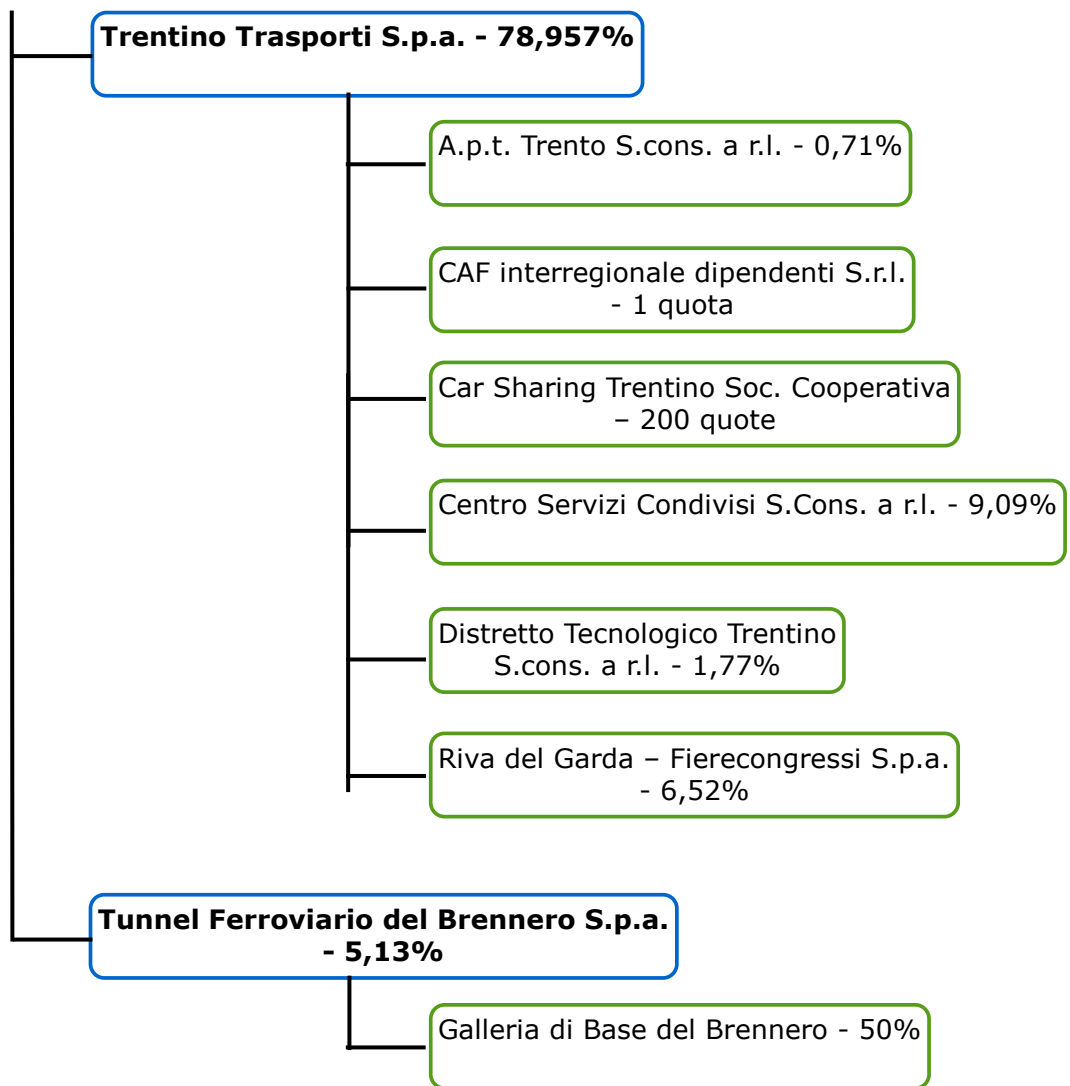 Trentino Trasporti S.p.a. - 78,957%
A.p.t. Trento S.cons. a r.l. - 0,71%
CAF interregionale dipendenti S.r.l.
- 1 quota
Car Sharing Trentino Soc. Cooperativa
– 200 quote
Centro Servizi Condivisi S.Cons. a r.l. - 9,09%
Distretto Tecnologico Trentino
S.cons. a r.l. - 1,77%
Riva del Garda – Fierecongressi S.p.a.
- 6,52%
Tunnel Ferroviario del Brennero S.p.a.
- 5,13%
Galleria di Base del Brennero - 50%